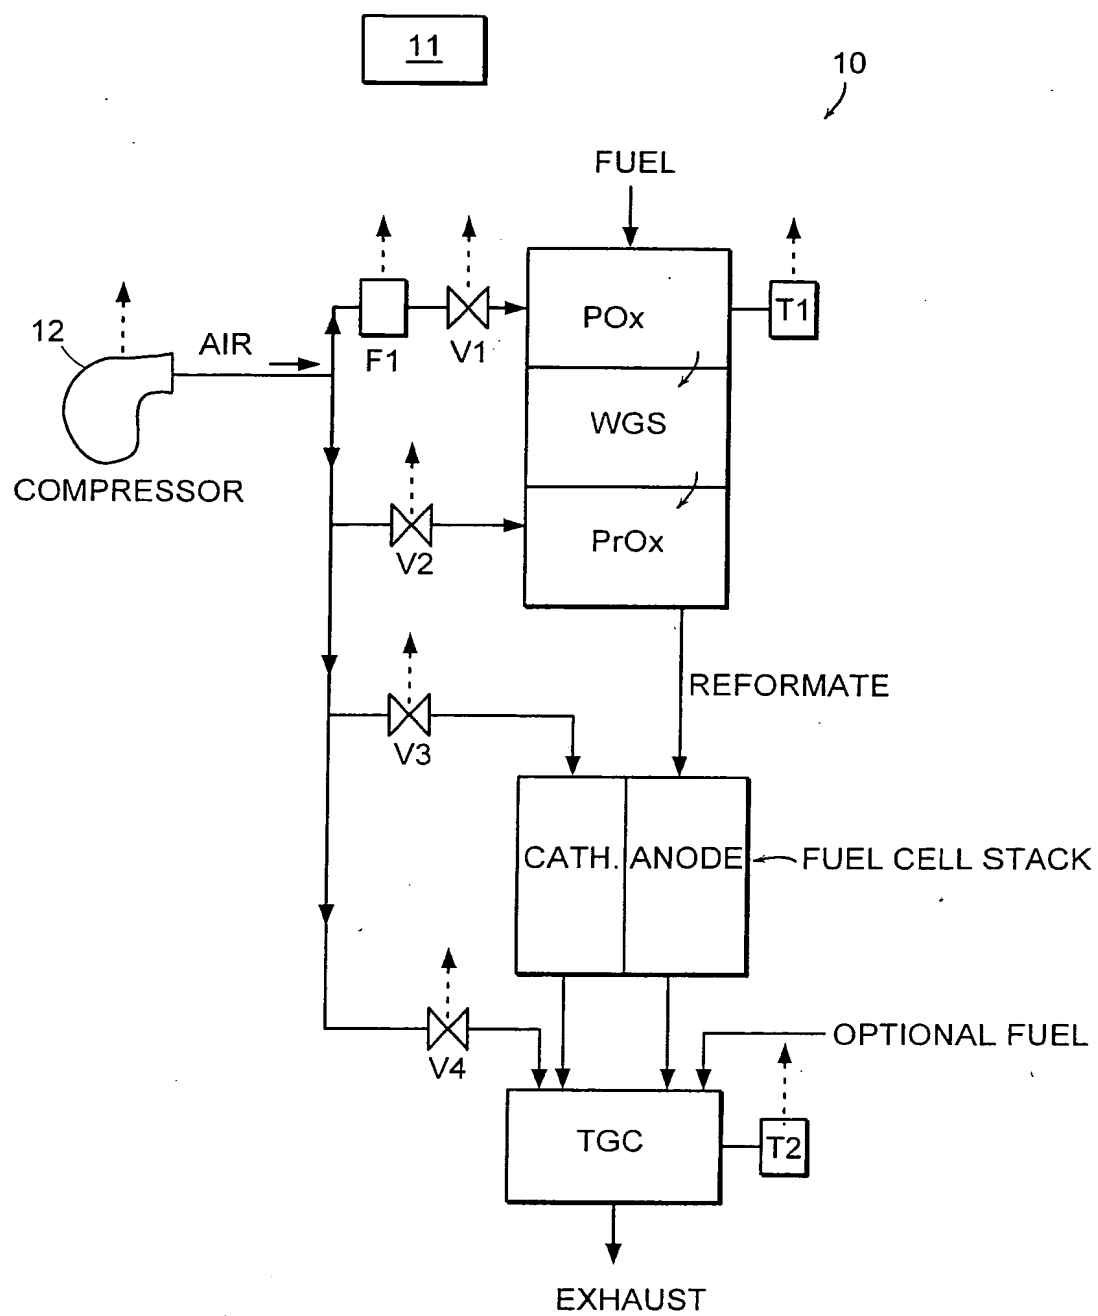 11
10
FUEL
POx
T1
F1
V1
12
AIR
WGS
COMPRESSOR
V2
PrOx
REFORMATE
V3
CATH.
ANODE
FUEL CELL STACK
V4
OPTIONAL FUEL
TGC
T2
EXHAUST